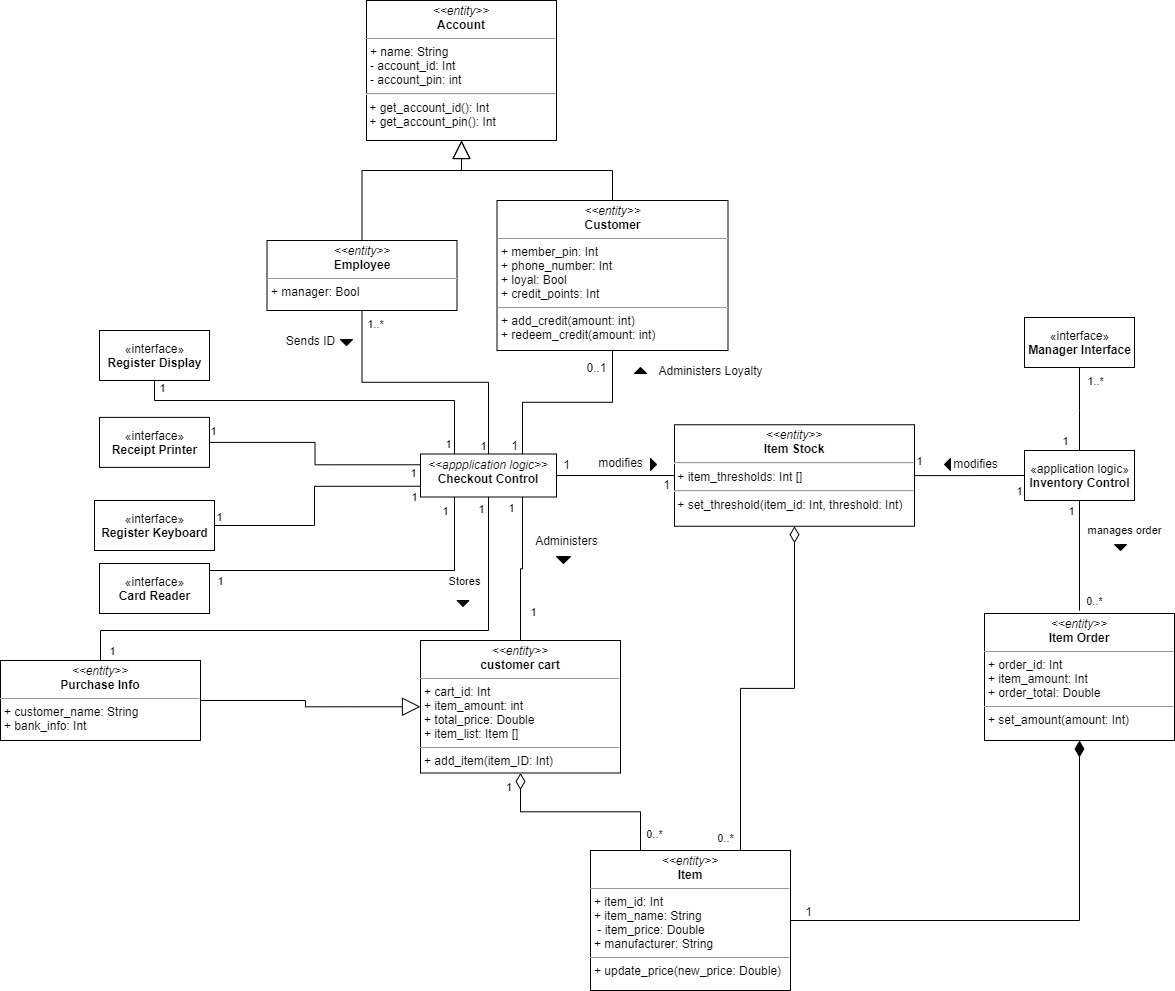 <<entity>>
Account
+ name: String
- account_id: Int
- account_pin: int
+ get_account_id(): Int
+ get_account_pin(): Int
<<entity>>
Customer
+ member_pin: Int
+ phone_number: Int
+ loyal: Bool
+ credit_points: Int
+ add_credit(amount: int)
+ redeem_credit(amount: int)
<<entity>>
Employee
+ manager: Bool
1..*
Sends ID
0..1
Administers Loyalty
«interface»
Register Display
1
«interface»
Manager Interface
1..*
«interface»
Receipt Printer
1
1
1
1
<<appplication logic>>
Checkout Control
1
1
1
1
1
1
modifies
1
<<entity>>
Item Stock
+ item_thresholds: Int []
+ set_threshold(item_id: Int, threshold: Int)
1
modifies
1
1
«application logic»
Inventory Control
1
manages order
0..*
«interface»
Register Keyboard
1
«interface»
Card Reader
1
Administers
Stores
1
1
<<entity>>
Purchase Info
+ customer_name: String
+ bank_info: Int
<<entity>>
customer cart
+ cart_id: Int
+ item_amount: int
+ total_price: Double
+ item_list: Item []
+ add_item(item_ID: Int)
1
<<entity>>
Item Order
+ order_id: Int
+ item_amount: Int
+ order_total: Double
+ set_amount(amount: Int)
0..*
0..*
<<entity>>
Item
+ item_id: Int
+ item_name: String
- item_price: Double
+ manufacturer: String
+ update_price(new_price: Double)
1